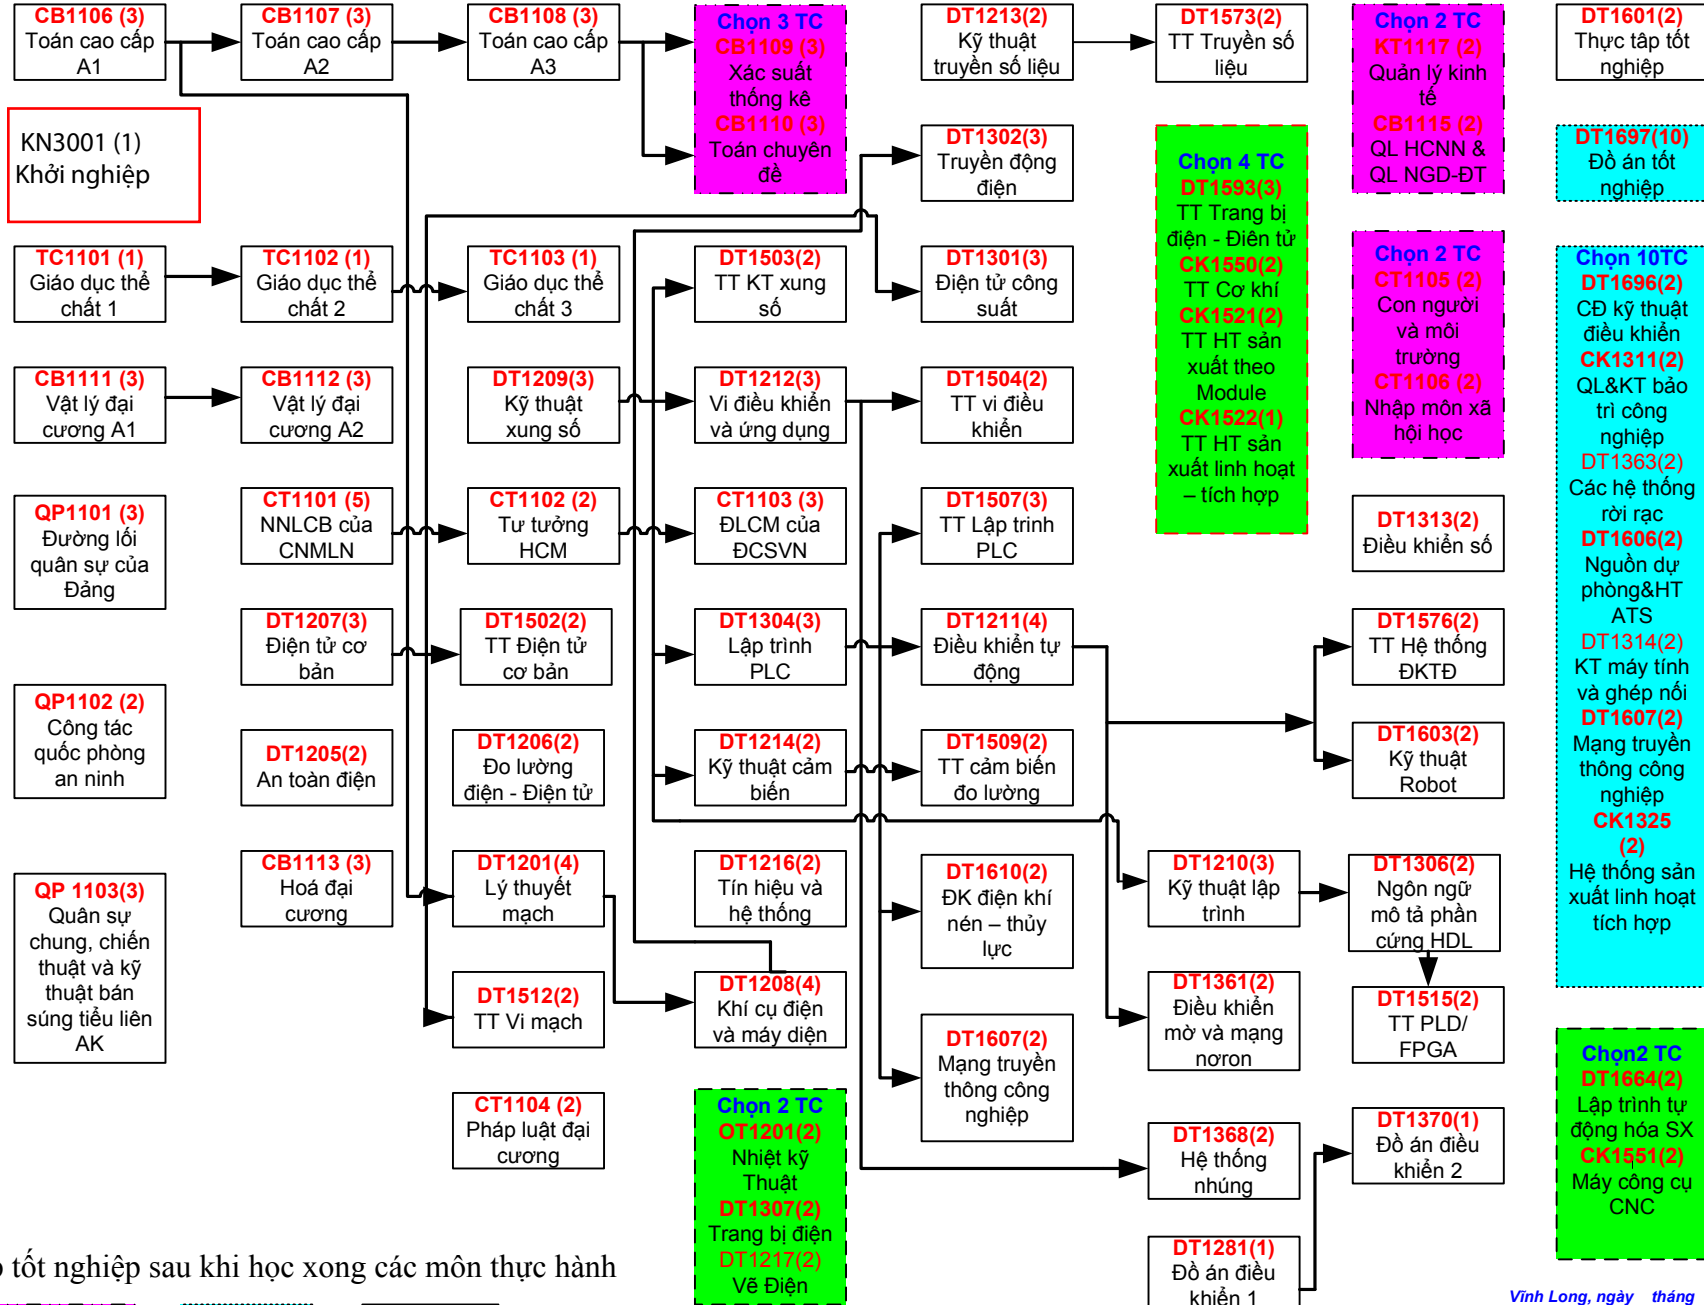 CB1106 (3)
Toán cao cấp
A1
KN3001 (1)
Khởi nghiệp
TC1101 (1)
Giáo dục thể
chất 1
CB1111 (3)
Vật lý đại
cương A1
QP1101 (3)
Đường lối
quân sự của
Đảng
QP1102 (2)
Công tác
quốc phòng
an ninh
QP 1103(3)
Quân sự
chung, chiến
thuật và kỹ
thuật bán
súng tiểu liên
AK
CB1107 (3)
Toán cao cấp
A2
TC1102 (1)
Giáo dục thể
chất 2
CB1112 (3)
Vật lý đại
cương A2
CT1101 (5)
NNLCB của
CNMLN
DT1207(3)
Điện tử cơ
bản
DT1205(2)
An toàn điện
CB1113 (3)
Hoá đại
cương
CB1108 (3)
Toán cao cấp
A3
TC1103 (1)
Giáo dục thể
chất 3
DT1209(3)
Kỹ thuật
xung số
CT1102 (2)
Tư tưởng
HCM
DT1502(2)
TT Điện tử
cơ bản
DT1206(2)
Đo lường
điện - Điện tử
DT1201(4)
Lý thuyết
mạch
DT1512(2)
TT Vi mạch
CT1104 (2)
Pháp luật đại
cương
Chọn 3 TC
CB1109 (3)
Xác suất
thống kê
CB1110 (3)
Toán chuyên
đề
DT1503(2)
TT KT xung
số
DT1212(3)
Vi điều khiển
và ứng dụng
CT1103 (3)
ĐLCM của
ĐCSVN
DT1304(3)
Lập trình
PLC
DT1214(2)
Kỹ thuật cảm
biến
DT1216(2)
Tín hiệu và
hệ thống
DT1208(4)
Khí cụ điện
và máy diện
Chọn 2 TC
OT1201(2)
Nhiệt kỹ
Thuật
DT1307(2)
Trang bị điện
DT1217(2)
Vẽ Điện
DT1213(2)
Kỹ thuật
truyền số liệu
DT1302(3)
Truyền động
điện
DT1301(3)
Điện tử công
suất
DT1504(2)
TT vi điều
khiển
DT1507(3)
TT Lập trinh
PLC
DT1211(4)
Điều khiển tự
động
DT1509(2)
TT cảm biến
đo lường
DT1610(2)
ĐK điện khí
nén – thủy
lực
DT1607(2)
Mạng truyền
thông công
nghiệp
DT1573(2)
TT Truyền số
liệu
Chọn 4 TC
DT1593(3)
TT Trang bị
điện - Điên tử
CK1550(2)
TT Cơ khí
CK1521(2)
TT HT sản
xuất theo
Module
CK1522(1)
TT HT sản
xuất linh hoạt
– tích hợp
DT1210(3)
Kỹ thuật lập
trình
DT1361(2)
Điều khiển
mờ và mạng
nơron
DT1368(2)
Hệ thống
nhúng
DT1281(1)
Đồ án điều
khiển 1
Chọn 2 TC
KT1117 (2)
Quản lý kinh
tế
CB1115 (2)
QL HCNN &
QL NGD-ĐT
Chọn 2 TC
CT1105 (2)
Con người
và môi
trường
CT1106 (2)
Nhập môn xã
hội học
DT1313(2)
Điều khiển số
DT1576(2)
TT Hệ thống
ĐKTĐ
DT1603(2)
Kỹ thuật
Robot
DT1306(2)
Ngôn ngữ
mô tả phần
cứng HDL
DT1515(2)
TT PLD/
FPGA
DT1370(1)
Đồ án điều
khiển 2
DT1601(2)
Thực tâp tốt
nghiệp
DT1697(10)
Đồ án tốt
nghiệp
Chọn 10TC
DT1696(2)
CĐ kỹ thuật
điều khiển
CK1311(2)
QL&KT bảo
trì công
nghiệp
DT1363(2)
Các hệ thống
rời rạc
DT1606(2)
Nguồn dự
phòng&HT
ATS
DT1314(2)
KT máy tính
và ghép nối
DT1607(2)
Mạng truyền
thông công
nghiệp
CK1325
(2)
Hệ thống sản
xuất linh hoạt
tích hợp
Chọn2 TC
DT1664(2)
Lập trình tự
động hóa SX
CK1551(2)
Máy công cụ
CNC
tốt nghiệp sau khi học xong các môn thực hành
Vĩnh Long, ngày tháng